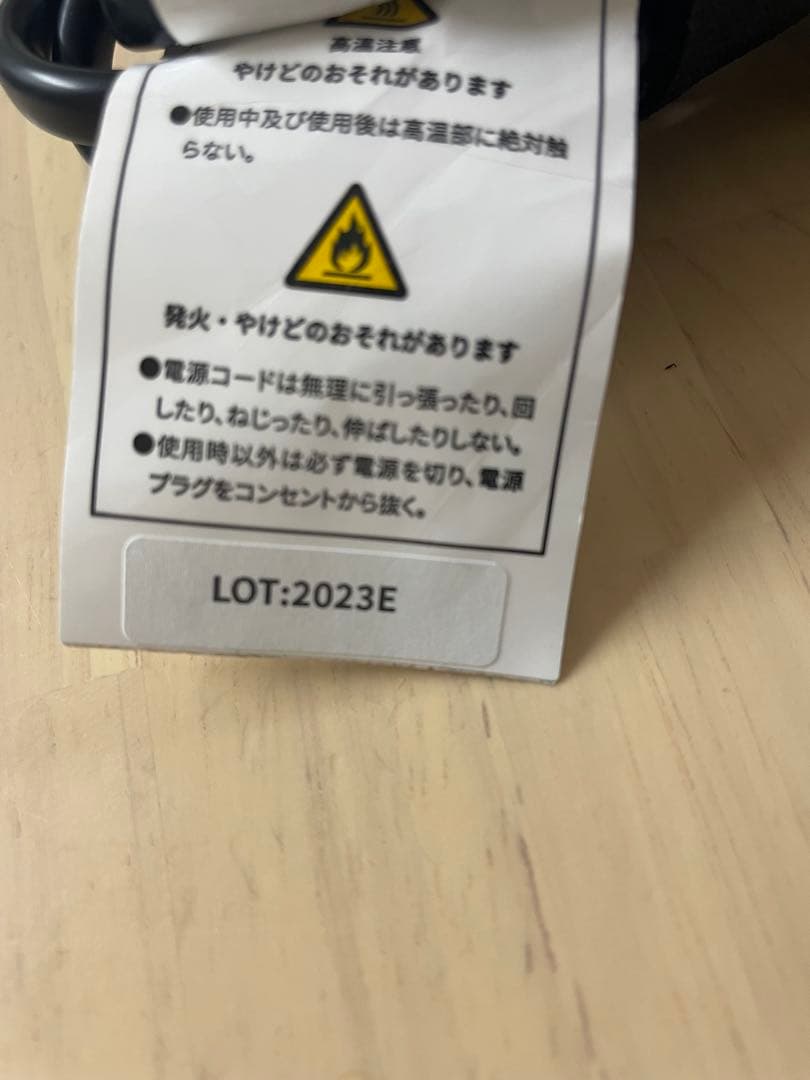 高温注意
やけどのおそれがあります
●使用中及び使用後は高温部に絶対触
らない。
発火・やけどのおそれがあります
●電源コードは無理に引っ張ったり、回
したり、ねじったり、伸ばしたりしない。
●使用時以外は必ず電源を切り、電源
プラグをコンセントから抜く。
LOT:2023E